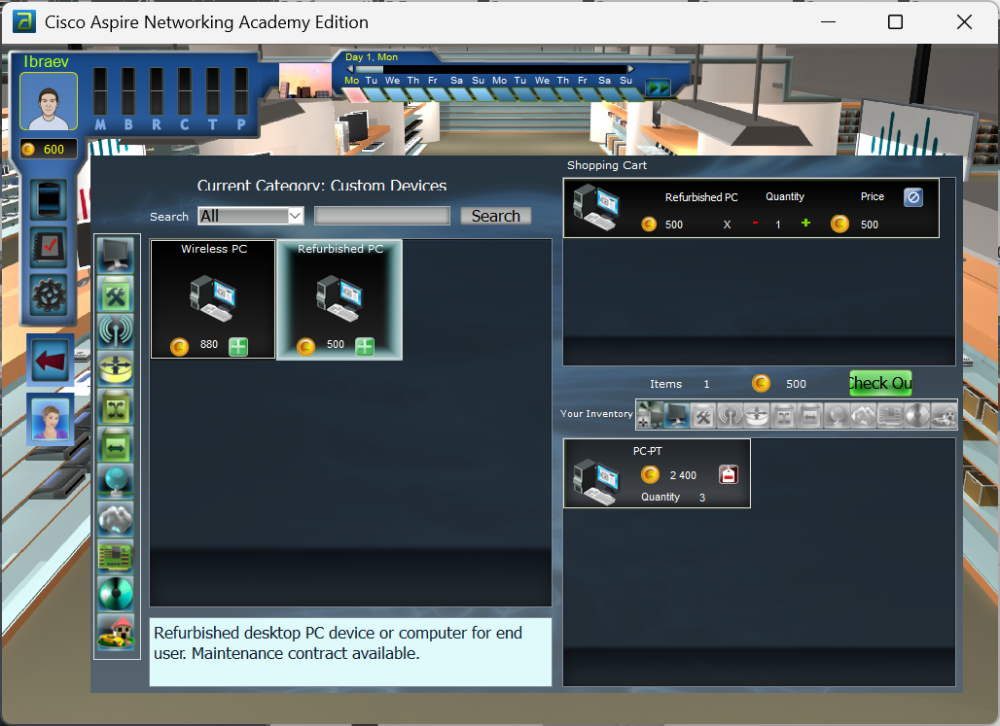 Cisco Aspire Networking Academy Edition
Ibraev
M B R C T P
600
Day 1, Mon
Mo Tu We Th Fr Sa Su Mo Tu We Th Fr Sa Su
Current Category: Custom Devices
Search All Search
Wireless PC
880
Refurbished PC
500
Refurbished desktop PC device or computer for end
user. Maintenance contract available.
Shopping Cart
Refurbished PC Quantity Price
500 X - 1 + 500
Items 1 500 Check Ou
Your Inventory
PC-PT
2 400
Quantity 3